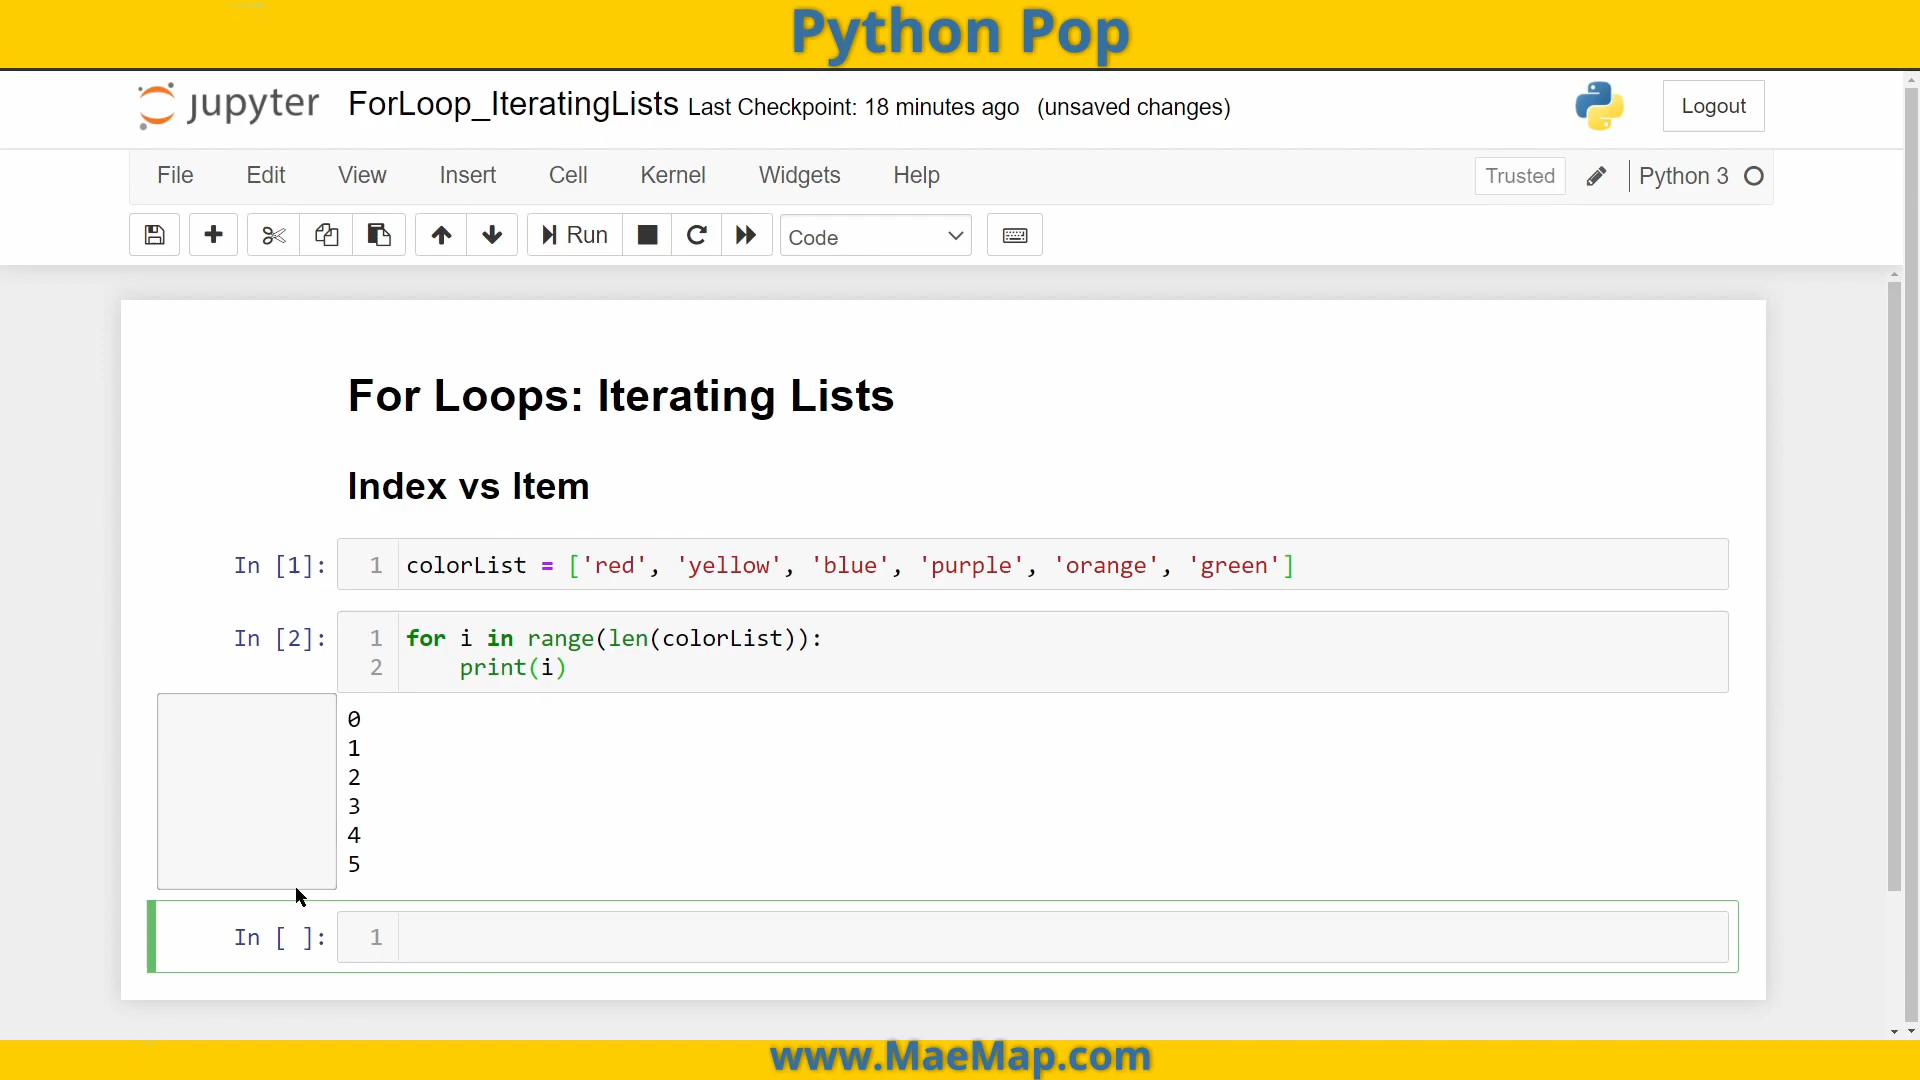 Python Pop
jupyter ForLoop_IteratingLists Last Checkpoint: 18 minutes ago (unsaved changes) Logout
File Edit View Insert Cell Kernel Widgets Help Trusted Python 3
Run Code
For Loops: Iterating Lists
Index vs Item
In [1]: 1 colorList = ['red', 'yellow', 'blue', 'purple', 'orange', 'green']
In [2]: 1 for i in range(len(colorList)):
2     print(i)
0
1
2
3
4
5
In [ ]: 1
www.MaeMap.com